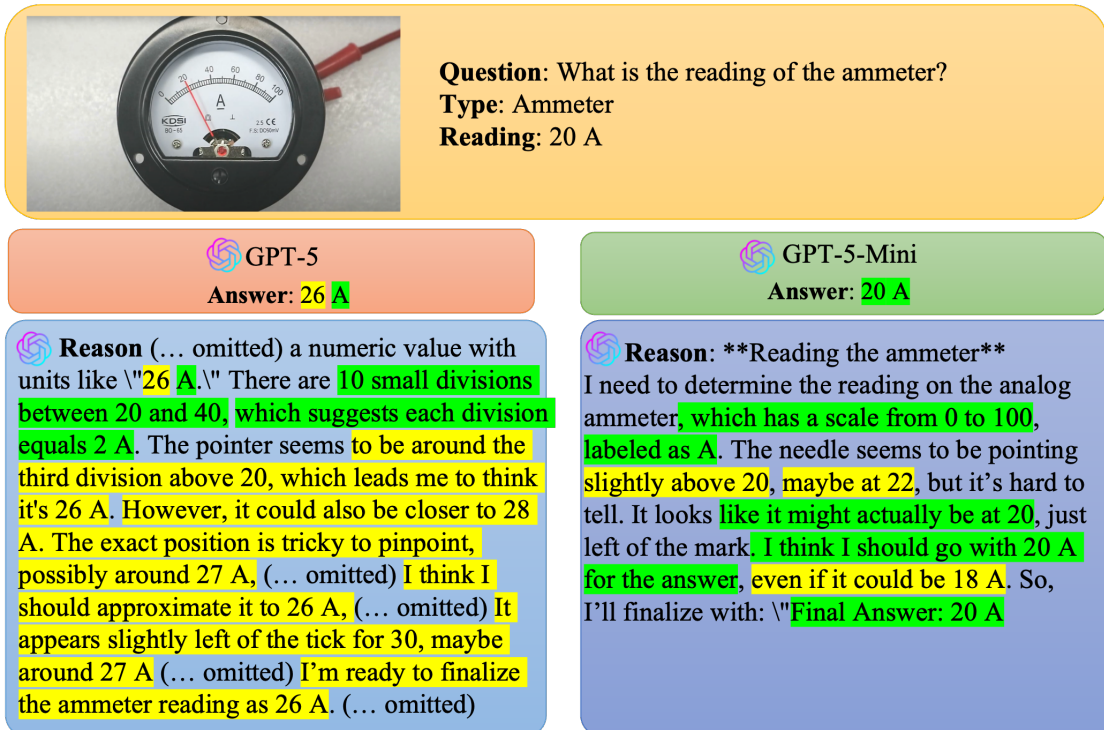 0
20
40
60
80
100
A
KDSI
BO-65
2.5 CE
F.S: DC50mV
Question: What is the reading of the ammeter?
Type: Ammeter
Reading: 20 A
GPT-5
Answer: 26 A
GPT-5-Mini
Answer: 20 A
Reason (… omitted) a numeric value with
units like \"26 A.\" There are 10 small divisions
between 20 and 40, which suggests each division
equals 2 A. The pointer seems to be around the
third division above 20, which leads me to think
it's 26 A. However, it could also be closer to 28
A. The exact position is tricky to pinpoint,
possibly around 27 A, (… omitted) I think I
should approximate it to 26 A, (… omitted) It
appears slightly left of the tick for 30, maybe
around 27 A (… omitted) I’m ready to finalize
the ammeter reading as 26 A. (… omitted)
Reason: **Reading the ammeter**
I need to determine the reading on the analog
ammeter, which has a scale from 0 to 100,
labeled as A. The needle seems to be pointing
slightly above 20, maybe at 22, but it’s hard to
tell. It looks like it might actually be at 20, just
left of the mark. I think I should go with 20 A
for the answer, even if it could be 18 A. So,
I’ll finalize with: \"Final Answer: 20 A